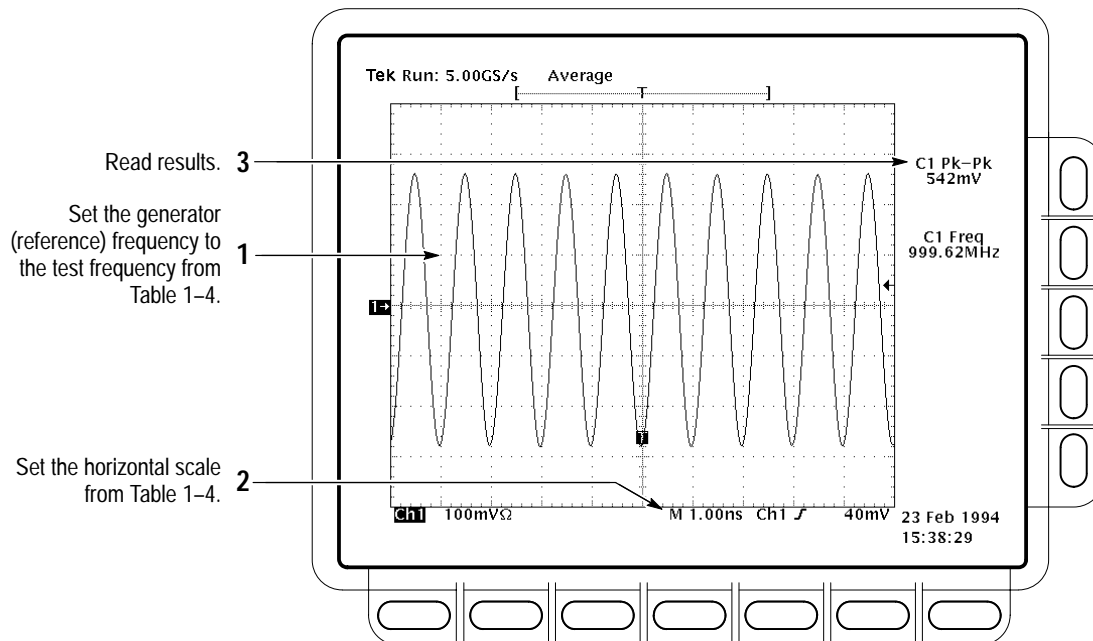 Tek Run: 5.00GS/s Average
[ T ]
Read results. 3
C1 Pk–Pk
542mV
Set the generator
(reference) frequency to
the test frequency from
Table 1–4.
1
C1 Freq
999.62MHz
1→
T
Set the horizontal scale
from Table 1–4.
2
Ch1 100mVΩ M 1.00ns Ch1 ƒ 40mV
23 Feb 1994
15:38:29